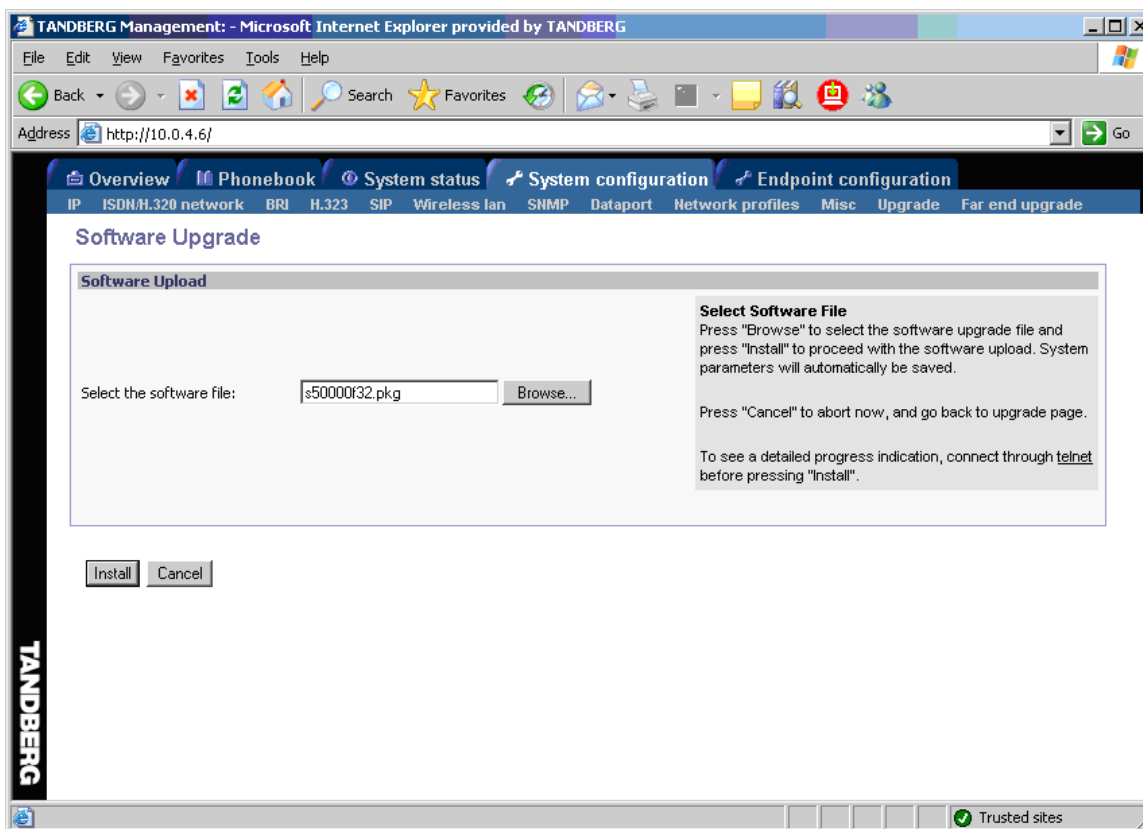 TANDBERG Management: - Microsoft Internet Explorer provided by TANDBERG
File Edit View Favorites Tools Help
Back Search Favorites
Address http://10.0.4.6/ Go
Overview Phonebook System status System configuration Endpoint configuration
IP ISDN/H.320 network BRI H.323 SIP Wireless lan SNMP Dataport Network profiles Misc Upgrade Far end upgrade
Software Upgrade
Software Upload
Select the software file: s50000f32.pkg Browse...
Select Software File
Press "Browse" to select the software upgrade file and
press "Install" to proceed with the software upload. System
parameters will automatically be saved.
Press "Cancel" to abort now, and go back to upgrade page.
To see a detailed progress indication, connect through telnet
before pressing "Install".
Install Cancel
TANDBERG
Trusted sites